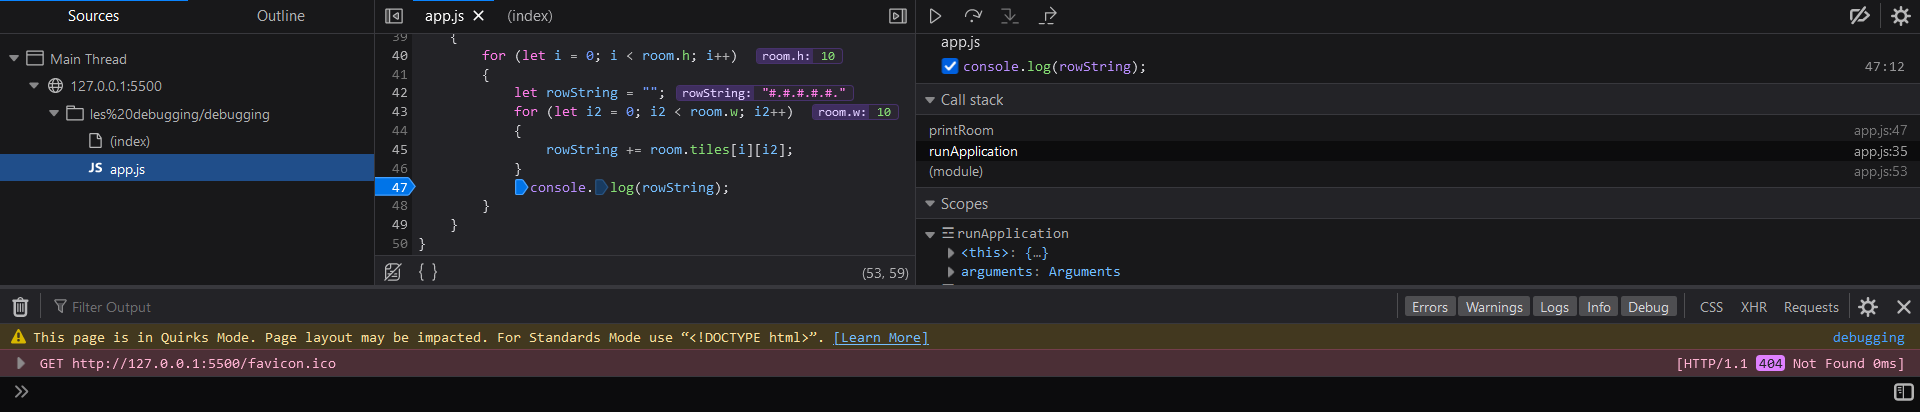 Sources
Outline
Main Thread
127.0.0.1:5500
les%20debugging/debugging
(index)
JS app.js
app.js
(index)
39 {
40 for (let i = 0; i < room.h; i++) room.h: 10
41 {
42 let rowString = ""; rowString: "#.#.#.#.#."
43 for (let i2 = 0; i2 < room.w; i2++) room.w: 10
44 {
45 rowString += room.tiles[i][i2];
46 }
47 console.log(rowString);
48 }
49 }
50 }
{ } (53, 59)
app.js
console.log(rowString); 47:12
Call stack
printRoom app.js:47
runApplication app.js:35
(module) app.js:53
Scopes
runApplication
<this>: {…}
arguments: Arguments
Filter Output
Errors Warnings Logs Info Debug CSS XHR Requests
This page is in Quirks Mode. Page layout may be impacted. For Standards Mode use “<!DOCTYPE html>”. [Learn More] debugging
GET http://127.0.0.1:5500/favicon.ico [HTTP/1.1 404 Not Found 0ms]